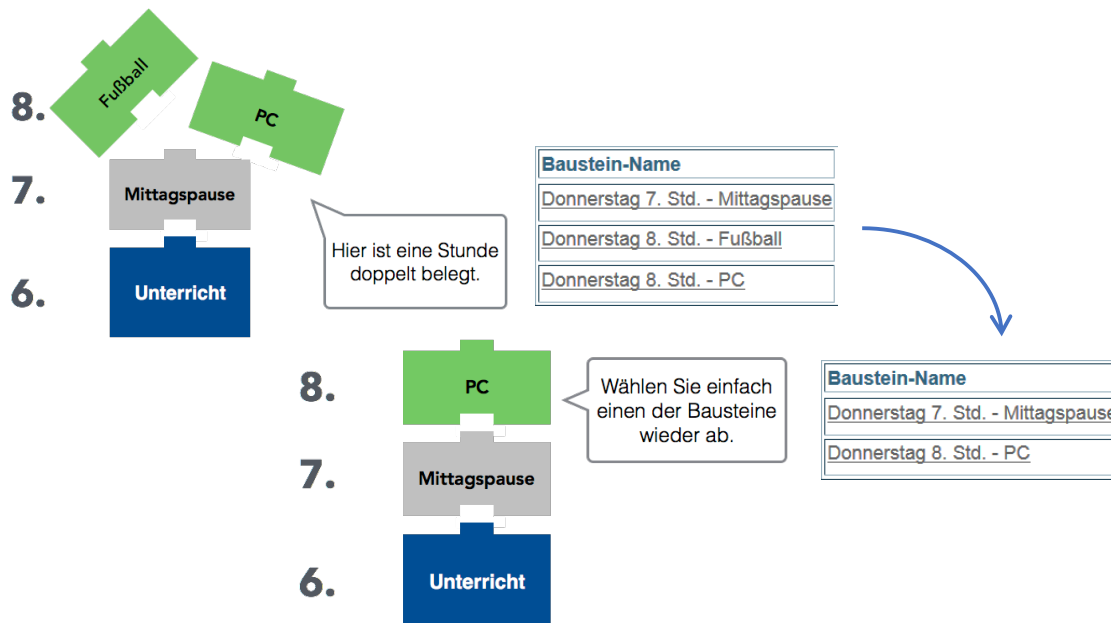 8.
Fußball
PC
7.
Mittagspause
6.
Unterricht
Hier ist eine Stunde
doppelt belegt.
Baustein-Name
Donnerstag 7. Std. - Mittagspause
Donnerstag 8. Std. - Fußball
Donnerstag 8. Std. - PC
8.
PC
7.
Mittagspause
6.
Unterricht
Wählen Sie einfach
einen der Bausteine
wieder ab.
Baustein-Name
Donnerstag 7. Std. - Mittagspause
Donnerstag 8. Std. - PC